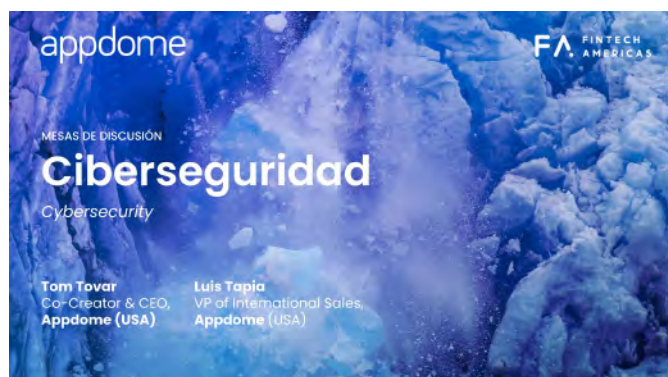 appdome
FINTECH
FA AMERICAS
MESAS DE DISCUSIÓN
Ciberseguridad
Cybersecurity
Tom Tovar
Co-Creator & CEO,
Appdome (USA)
Luis Tapia
VP of International Sales,
Appdome (USA)